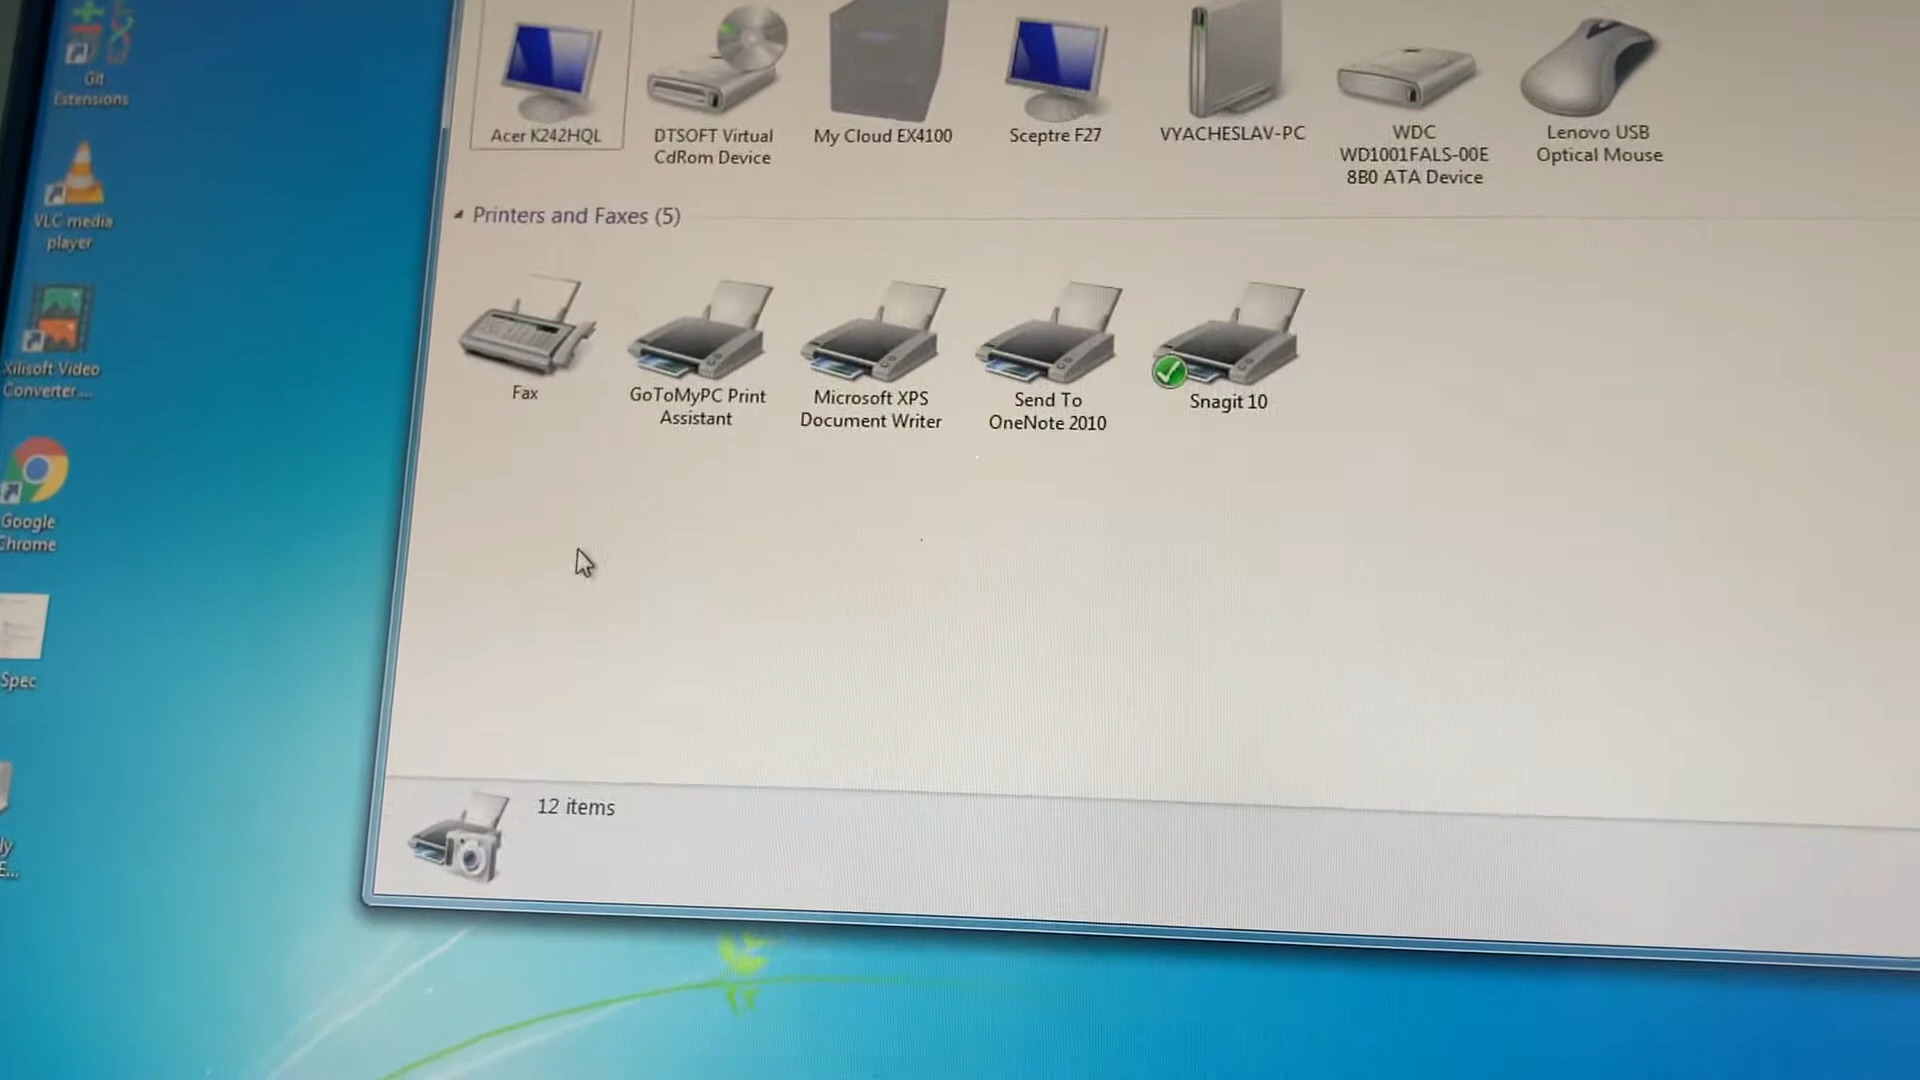 Git
Extensions
VLC media
player
Xilisoft Video
Converter...
Google
Chrome
Spec
ly
E...
Acer K242HQL
DTSOFT Virtual
CdRom Device
My Cloud EX4100
Sceptre F27
VYACHESLAV-PC
WDC
WD1001FALS-00E
8B0 ATA Device
Lenovo USB
Optical Mouse
Printers and Faxes (5)
Fax
GoToMyPC Print
Assistant
Microsoft XPS
Document Writer
Send To
OneNote 2010
Snagit 10
12 items